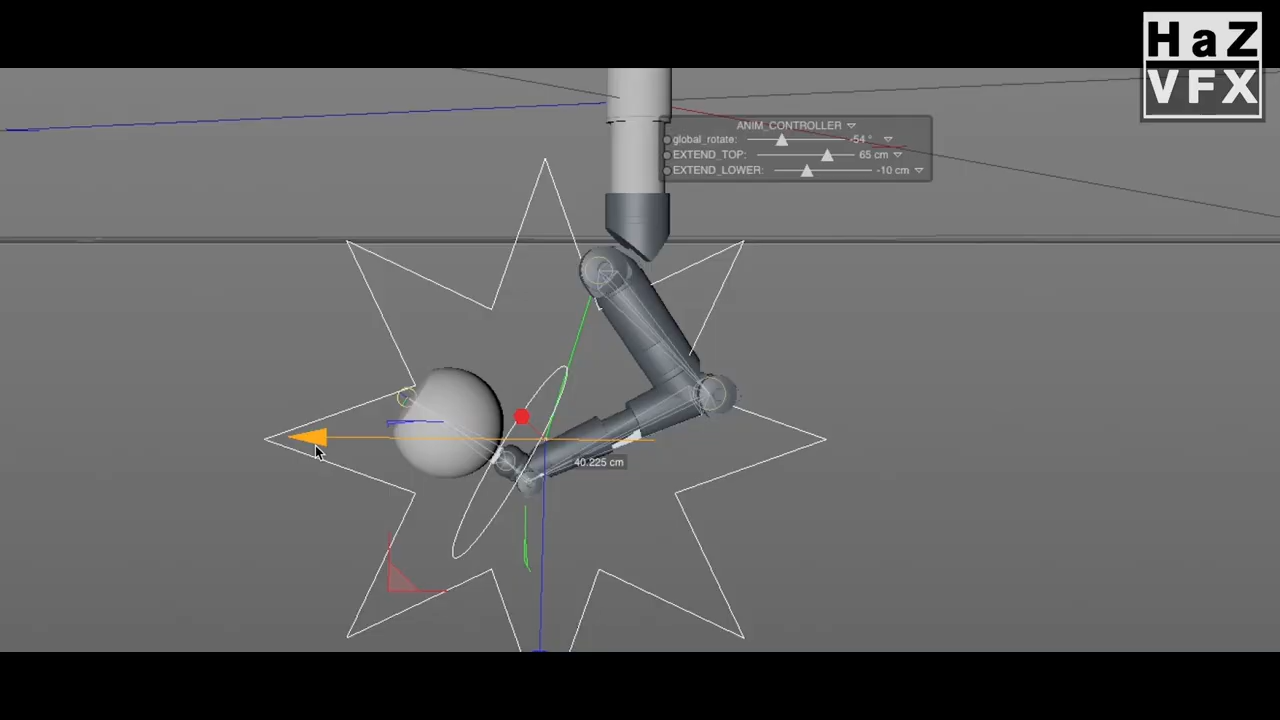 HaZ
VFX
ANIM_CONTROLLER
global_rotate: -54 °
EXTEND_TOP: 65 cm
EXTEND_LOWER: -10 cm
40.225 cm